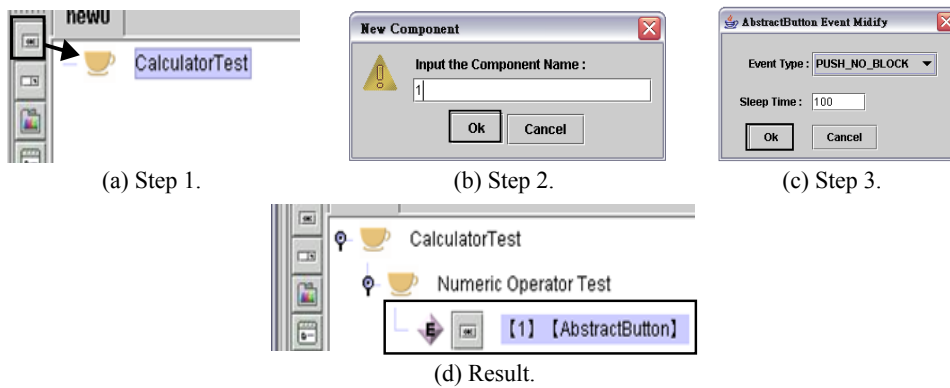 new0
CalculatorTest
New Component
Input the Component Name :
1
Ok
Cancel
AbstractButton Event Midify
Event Type :
PUSH_NO_BLOCK
Sleep Time :
100
Ok
Cancel
(a) Step 1.
(b) Step 2.
(c) Step 3.
CalculatorTest
Numeric Operator Test
E
【1】【AbstractButton】
(d) Result.